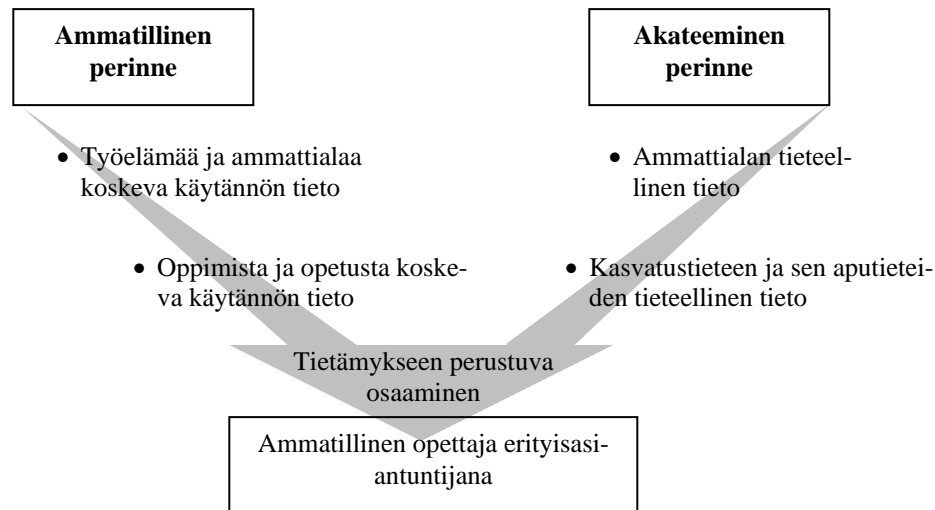 Ammatillinen
perinne
Akateeminen
perinne
• Työelämää ja ammattialaa
koskeva käytännön tieto
• Ammattialan tieteel-
linen tieto
• Oppimista ja opetusta koske-
va käytännön tieto
• Kasvatustieteen ja sen aputietei-
den tieteellinen tieto
Tietämykseen perustuva
osaaminen
Ammatillinen opettaja erityisasi-
antuntijana